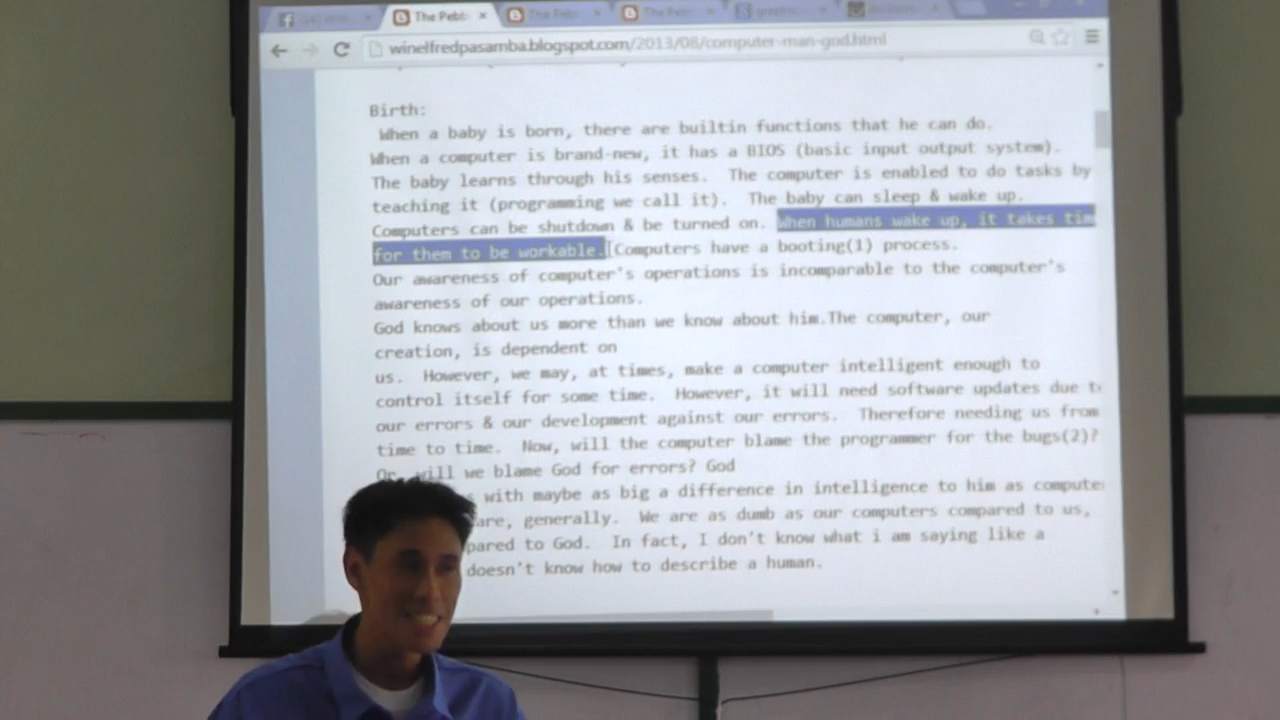 The Pebb
The Pebb
The Pebb
graphic
winelfredpasamba.blogspot.com/2013/08/computer-man-god.html
Birth:
When a baby is born, there are builtin functions that he can do.
When a computer is brand-new, it has a BIOS (basic input output system).
The baby learns through his senses. The computer is enabled to do tasks by
teaching it (programming we call it). The baby can sleep & wake up.
Computers can be shutdown & be turned on. When humans wake up, it takes tim
for them to be workable. Computers have a booting(1) process.
Our awareness of computer's operations is incomparable to the computer's
awareness of our operations.
God knows about us more than we know about him.The computer, our
creation, is dependent on
us. However, we may, at times, make a computer intelligent enough to
control itself for some time. However, it will need software updates due t
our errors & our development against our errors. Therefore needing us from
time to time. Now, will the computer blame the programmer for the bugs(2)?
Or, will we blame God for errors? God
with maybe as big a difference in intelligence to him as compute
are, generally. We are as dumb as our computers compared to us,
pared to God. In fact, I don't know what i am saying like a
doesn't know how to describe a human.